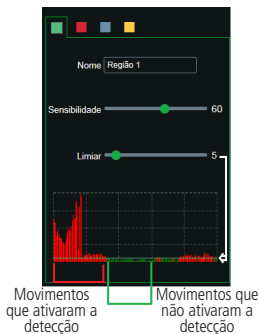 Nome Região 1
Sensibilidade 60
Limiar 5
Movimentos
que ativaram a
detecção
Movimentos que
não ativaram a
detecção